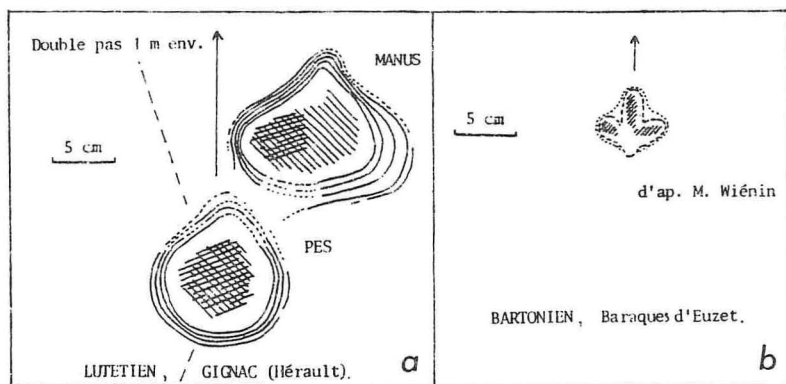 Double pas 1 m env.
MANUS
5 cm
PES
LUTETIEN, GIGNAC (Hérault).
a
5 cm
d'ap. M. Wiénin
BARTONIEN, Baraques d'Euzet.
b